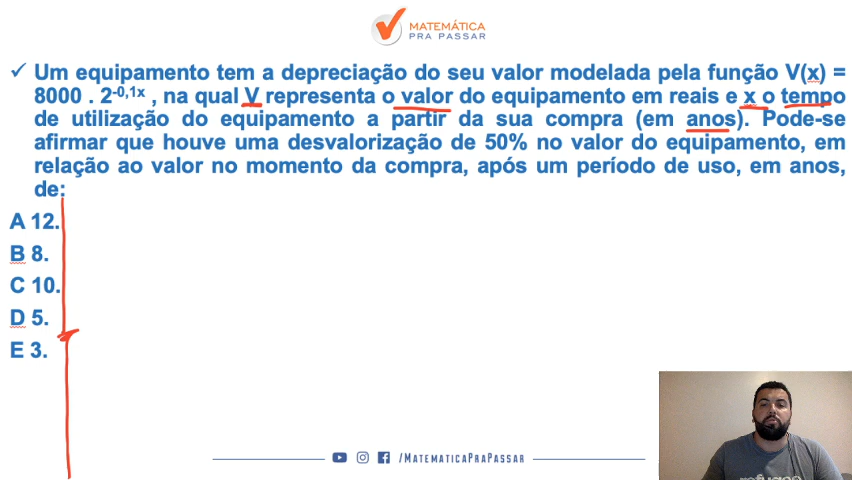 MATEMÁTICA
PRA PASSAR
✓ Um equipamento tem a depreciação do seu valor modelada pela função V(x) =
8000 . 2⁻⁰,¹ˣ , na qual V representa o valor do equipamento em reais e x o tempo
de utilização do equipamento a partir da sua compra (em anos). Pode-se
afirmar que houve uma desvalorização de 50% no valor do equipamento, em
relação ao valor no momento da compra, após um período de uso, em anos,
de:
A 12.
B 8.
C 10.
D 5.
E 3.
/MatematicaPraPassar